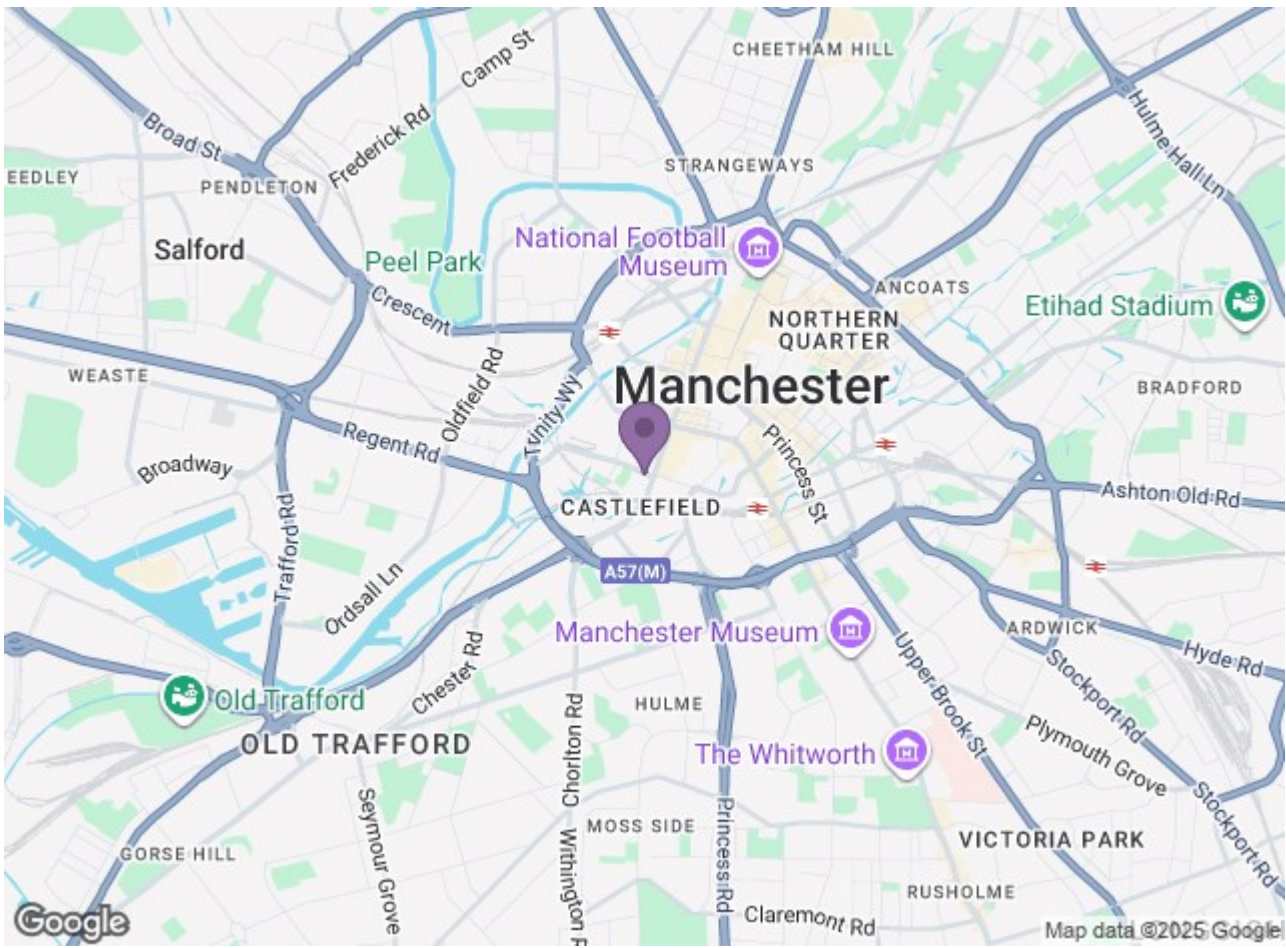 CHEETHAM HILL
Camp St
Broad St
Frederick Rd
Hulme Hall Ln
STRANGEWAYS
EEDLEY
PENDLETON
Salford
Peel Park
National Football
Museum
Crescent
ANCOATS
Etihad Stadium
NORTHERN
QUARTER
WEASTE
Oldfield Rd
Trinity Wy
Manchester
BRADFORD
Regent Rd
Princess St
Broadway
Trafford Rd
CASTLEFIELD
Ashton Old Rd
A57(M)
Ordsall Ln
Manchester Museum
ARDWICK
Hyde Rd
Chester Rd
Upper Brook St
Stockport Rd
Old Trafford
HULME
Chorlton Rd
OLD TRAFFORD
The Whitworth
Plymouth Grove
Princess Rd
Seymour Grove
Withington R
MOSS SIDE
Stockport Rd
GORSE HILL
VICTORIA PARK
RUSHOLME
Claremont Rd
Google
Map data ©2025 Google